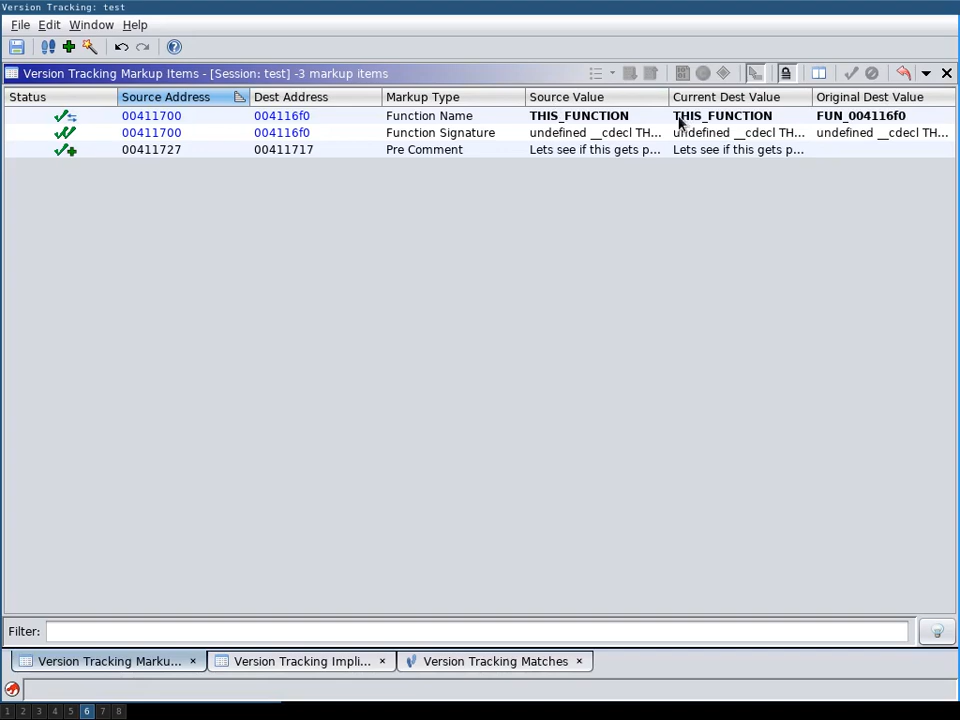 Version Tracking: test
File Edit Window Help
Version Tracking Markup Items - [Session: test] -3 markup items
Status Source Address Dest Address Markup Type Source Value Current Dest Value Original Dest Value
00411700 004116f0 Function Name THIS_FUNCTION THIS_FUNCTION FUN_004116f0
00411700 004116f0 Function Signature undefined __cdecl TH... undefined __cdecl TH... undefined __cdecl TH...
00411727 00411717 Pre Comment Lets see if this gets p... Lets see if this gets p...
Filter:
Version Tracking Marku... × Version Tracking Impli... × Version Tracking Matches ×
1 2 3 4 5 6 7 8